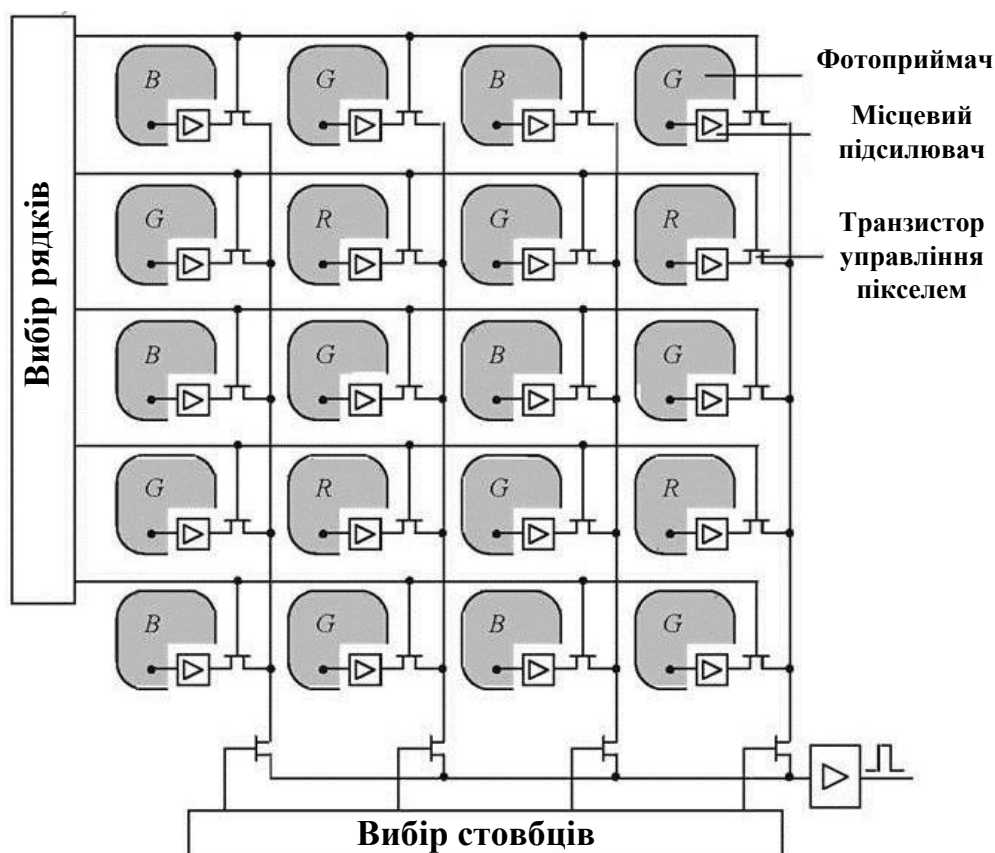 B G B G
Фотоприймач
Місцевий
підсилювач
G R G R
Транзистор
управління
пікселем
Вибір рядків
B G B G
G R G R
B G B G
Вибір стовбців